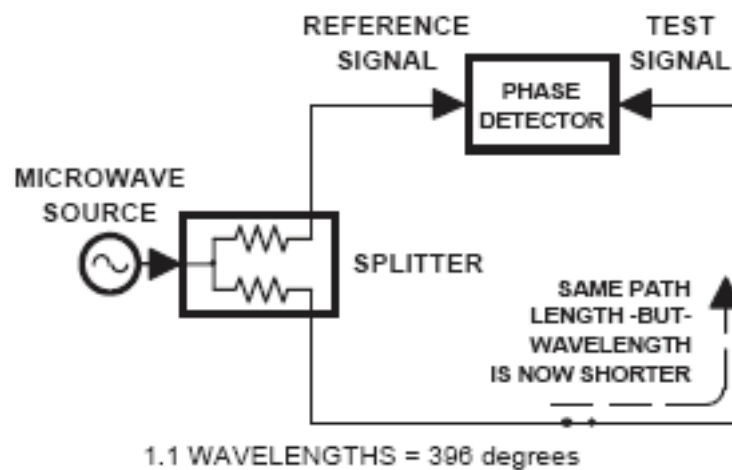 REFERENCE
SIGNAL
TEST
SIGNAL
PHASE
DETECTOR
MICROWAVE
SOURCE
SPLITTER
SAME PATH
LENGTH -BUT-
WAVELENGTH
IS NOW SHORTER
1.1 WAVELENGTHS = 396 degrees